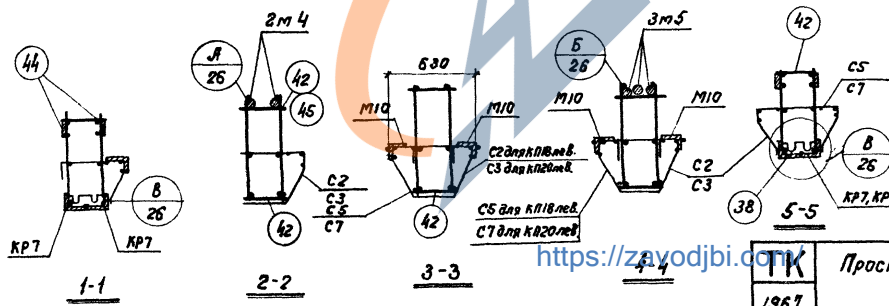 44
В
26
КР7
КР7
1-1
2т4
А
26
42
45
С2
С3
С5
С7
42
2-2
630
М10
М10
С2 для КП18лев.
С3 для КП20лев.
42
3-3
3т5
Б
26
М10
М10
С2
С3
С5 для КП18лев.
С7 для КП20лев.
4-4
42
С5
С7
В
26
38
КР7, КР
5-5
https://zavodjbi.com/
ТК
Прос
1967